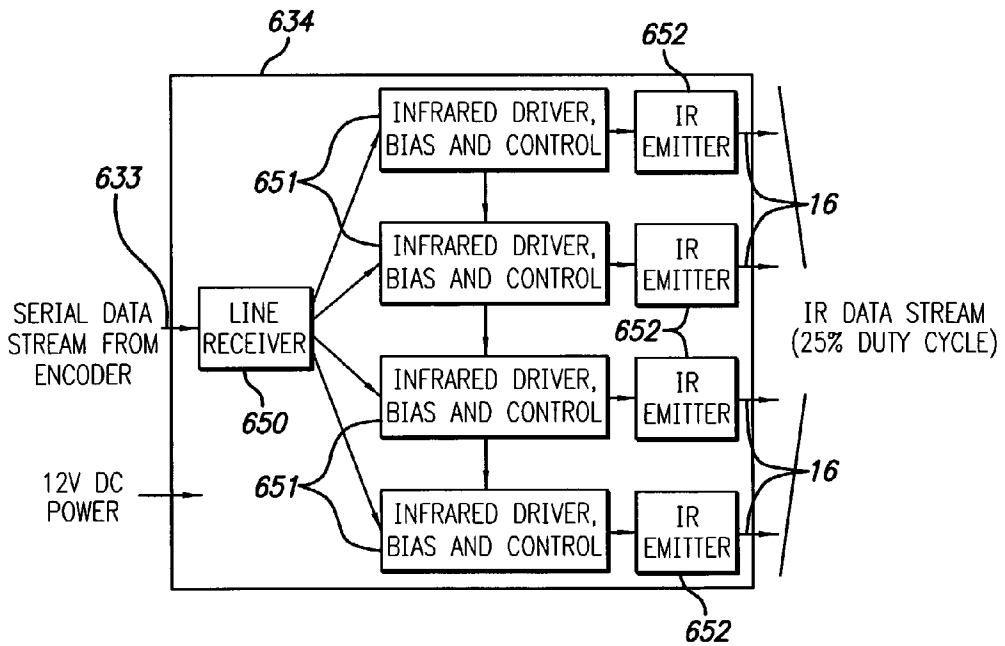 634
652
INFRARED DRIVER,
BIAS AND CONTROL
IR
EMITTER
633
651
16
INFRARED DRIVER,
BIAS AND CONTROL
IR
EMITTER
SERIAL DATA
STREAM FROM
ENCODER
LINE
RECEIVER
652
IR DATA STREAM
(25% DUTY CYCLE)
650
INFRARED DRIVER,
BIAS AND CONTROL
IR
EMITTER
12V DC
POWER
651
16
INFRARED DRIVER,
BIAS AND CONTROL
IR
EMITTER
652